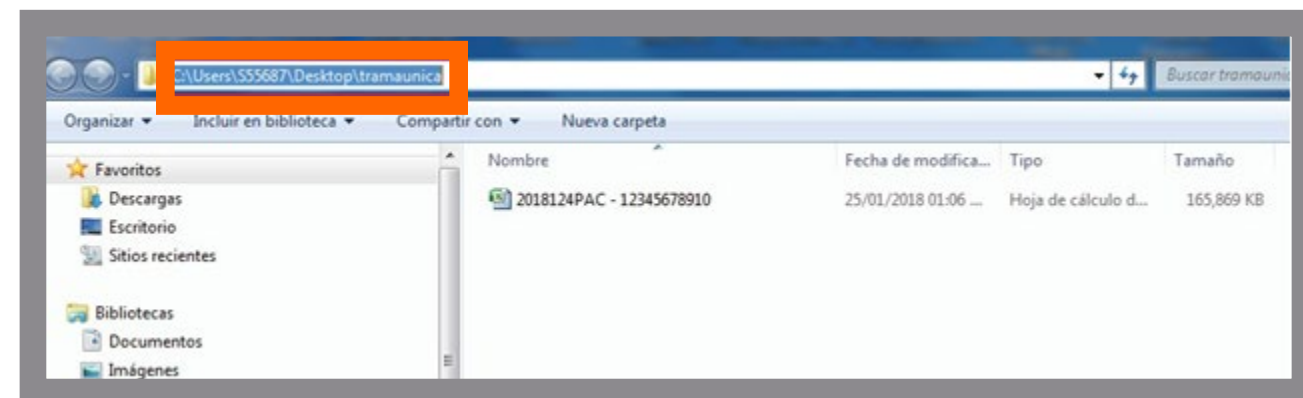 C:\Users\S55687\Desktop\tramaunica
Buscar tramaunic
Organizar Incluir en biblioteca Compartir con Nueva carpeta
Favoritos
Descargas
Escritorio
Sitios recientes
Bibliotecas
Documentos
Imágenes
Nombre Fecha de modifica... Tipo Tamaño
2018124PAC - 12345678910 25/01/2018 01:06 ... Hoja de cálculo d... 165,869 KB